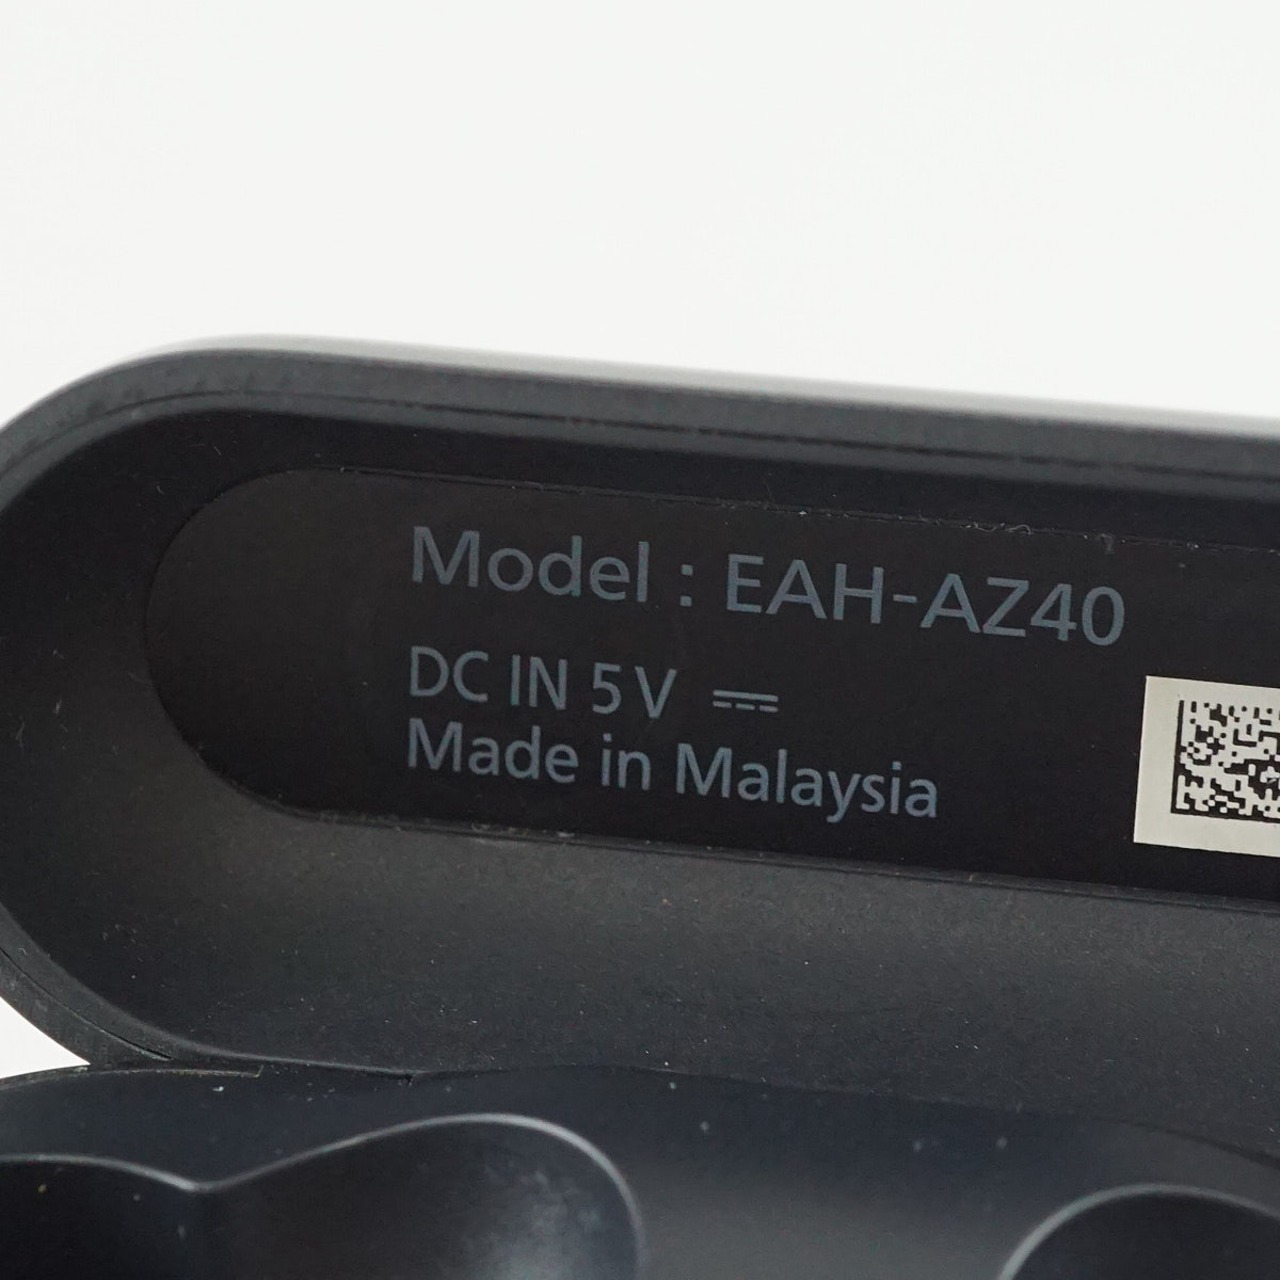 Model : EAH-AZ40
DC IN 5V ⎓
Made in Malaysia